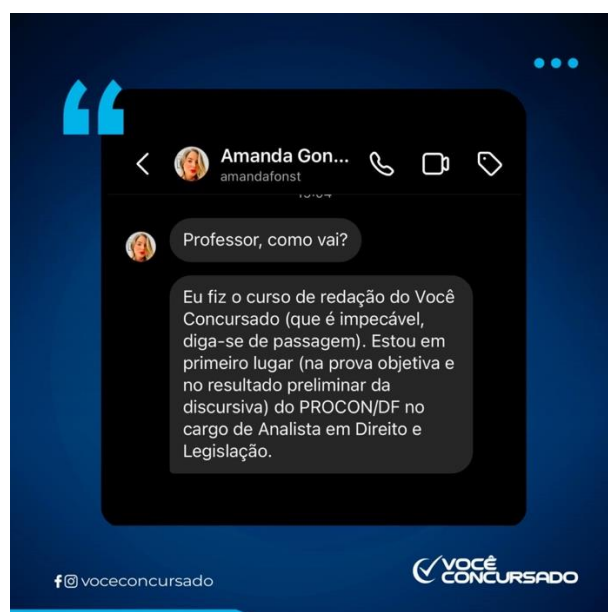 Amanda Gon...
amandafonst
Professor, como vai?
Eu fiz o curso de redação do Você
Concursado (que é impecável,
diga-se de passagem). Estou em
primeiro lugar (na prova objetiva e
no resultado preliminar da
discursiva) do PROCON/DF no
cargo de Analista em Direito e
Legislação.
voceconcursado
VOCÊ
CONCURSADO